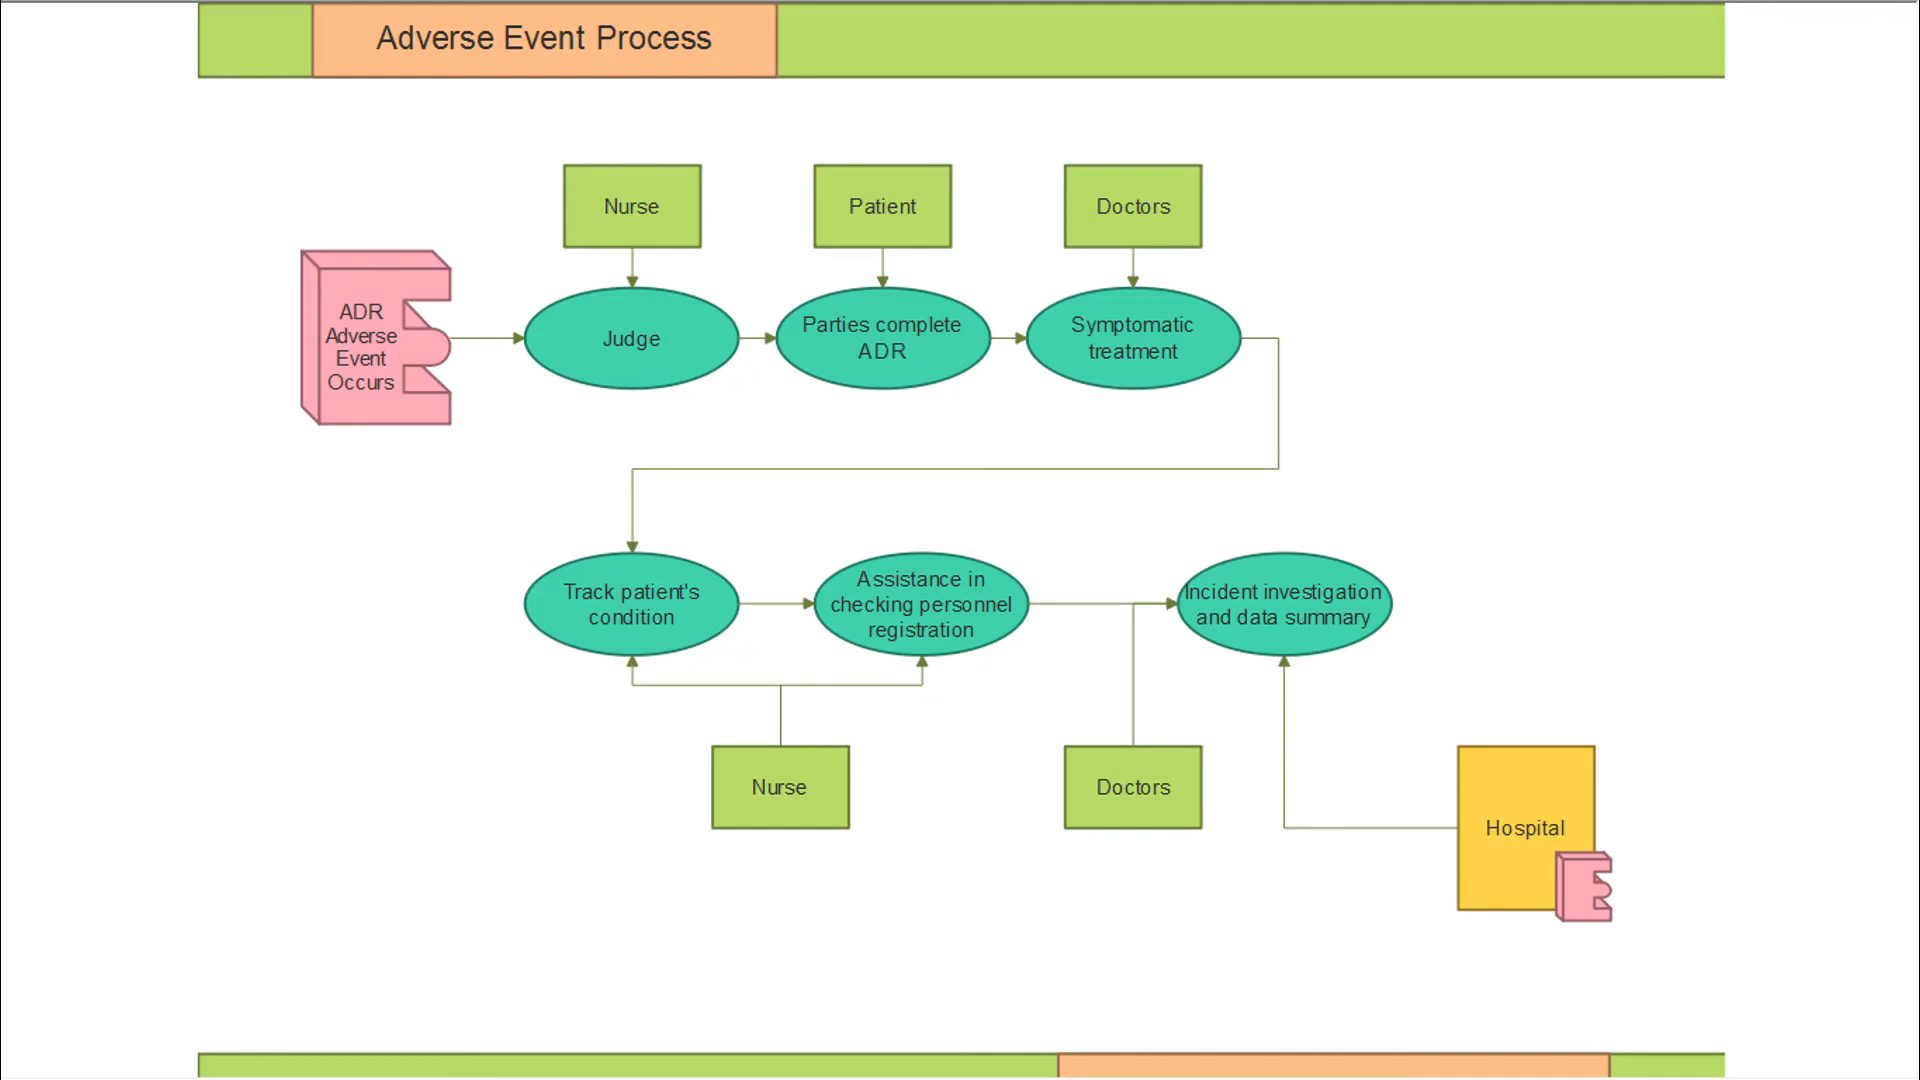 Adverse Event Process
Nurse
Patient
Doctors
ADR
Adverse
Event
Occurs
Judge
Parties complete
ADR
Symptomatic
treatment
Track patient's
condition
Assistance in
checking personnel
registration
Incident investigation
and data summary
Nurse
Doctors
Hospital